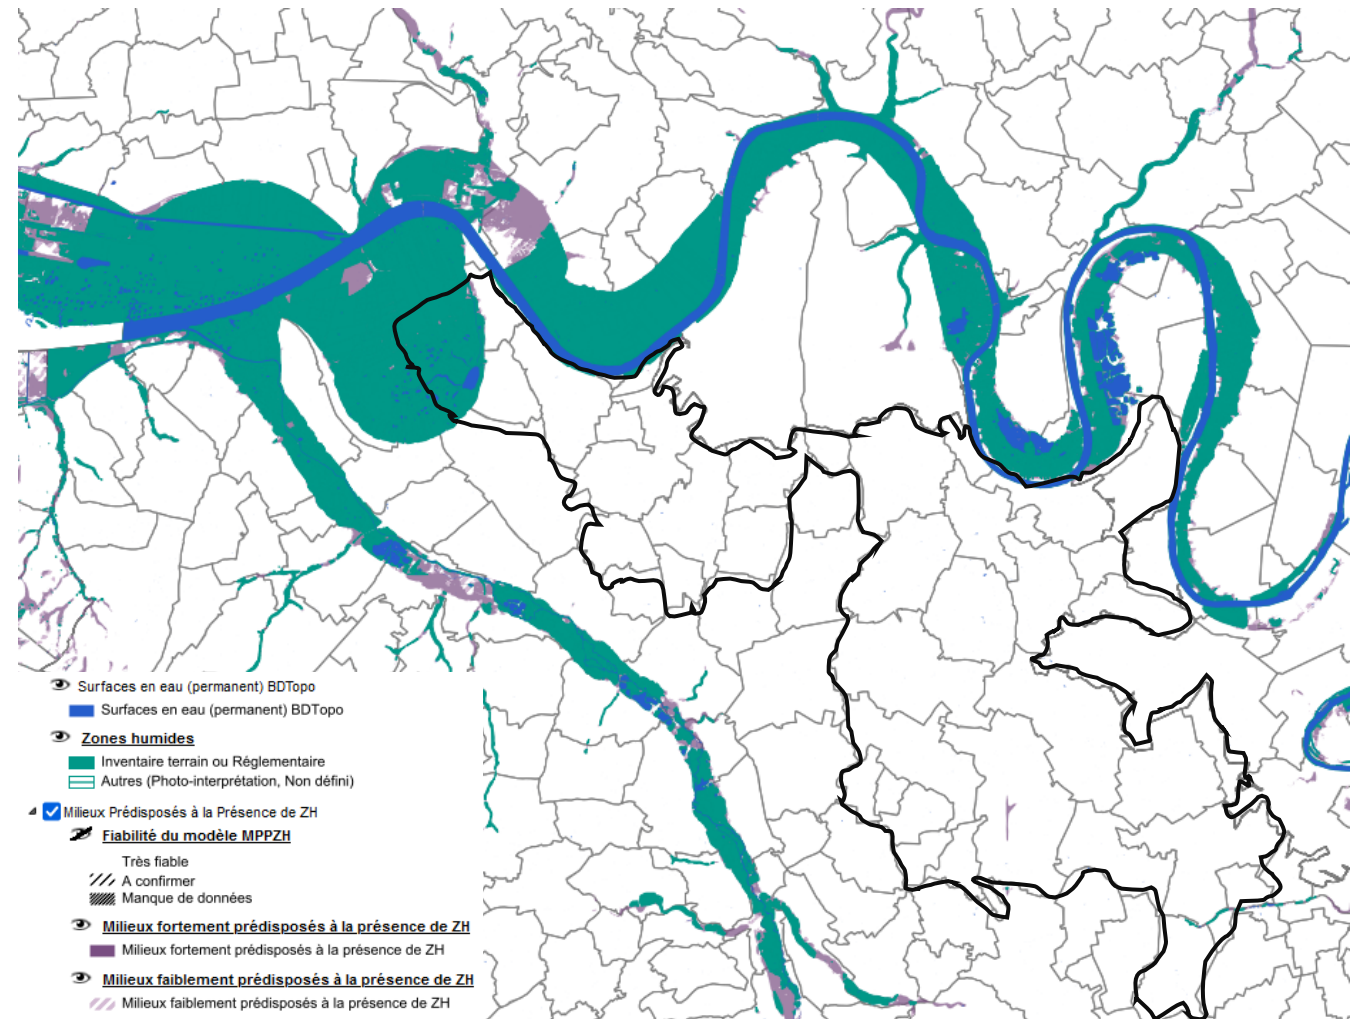 Surfaces en eau (permanent) BDTopo
Surfaces en eau (permanent) BDTopo
Zones humides
Inventaire terrain ou Réglementaire
Autres (Photo-interprétation, Non défini)
Milieux Prédisposés à la Présence de ZH
Fiabilité du modèle MPPZH
Très fiable
A confirmer
Manque de données
Milieux fortement prédisposés à la présence de ZH
Milieux fortement prédisposés à la présence de ZH
Milieux faiblement prédisposés à la présence de ZH
Milieux faiblement prédisposés à la présence de ZH